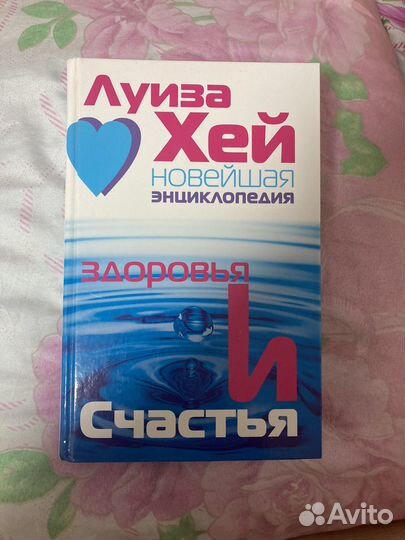 Луиза
Хей
новейшая
энциклопедия
здоровья
и
Счастья
Avito